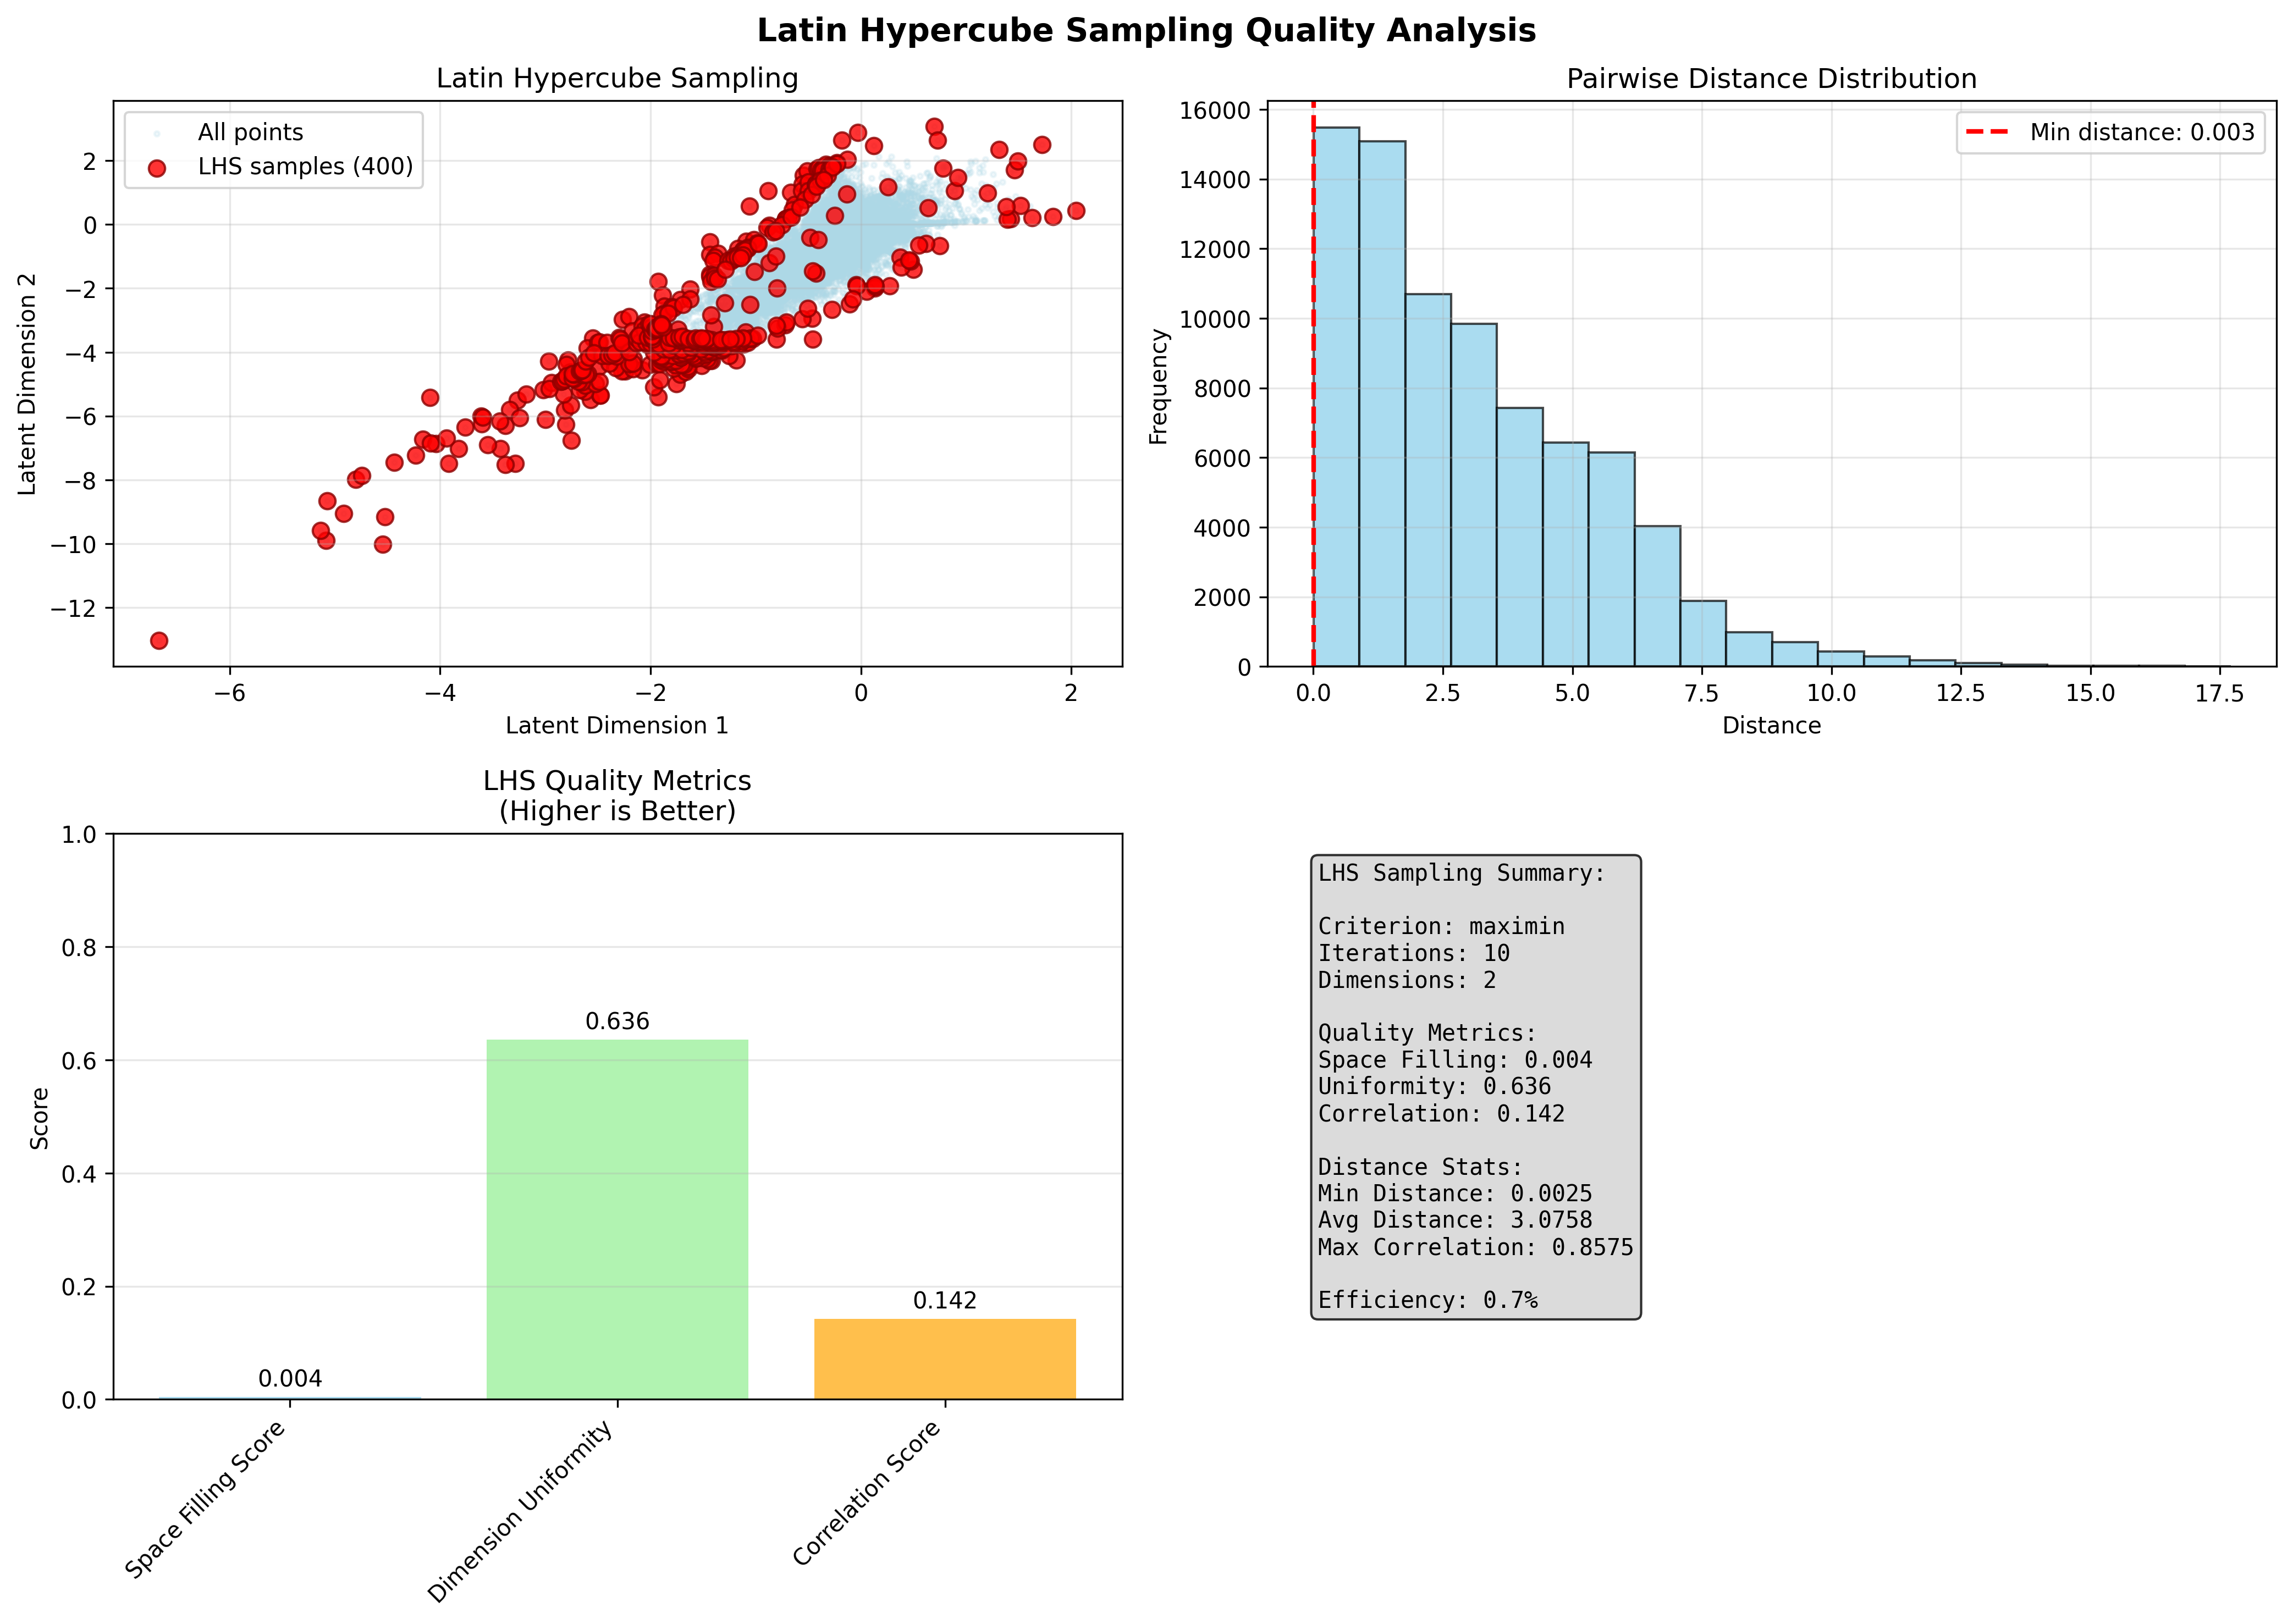 Latin Hypercube Sampling Quality Analysis
Latin Hypercube Sampling
All points
LHS samples (400)
2
0
−2
−4
−6
−8
−10
−12
Latent Dimension 2
−6
−4
−2
0
2
Latent Dimension 1
Pairwise Distance Distribution
Min distance: 0.003
16000
14000
12000
10000
8000
6000
4000
2000
0
Frequency
0.0
2.5
5.0
7.5
10.0
12.5
15.0
17.5
Distance
LHS Quality Metrics
(Higher is Better)
1.0
0.8
0.6
0.4
0.2
0.0
Score
0.004
0.636
0.142
Space Filling Score
Dimension Uniformity
Correlation Score
LHS Sampling Summary:
Criterion: maximin
Iterations: 10
Dimensions: 2
Quality Metrics:
Space Filling: 0.004
Uniformity: 0.636
Correlation: 0.142
Distance Stats:
Min Distance: 0.0025
Avg Distance: 3.0758
Max Correlation: 0.8575
Efficiency: 0.7%